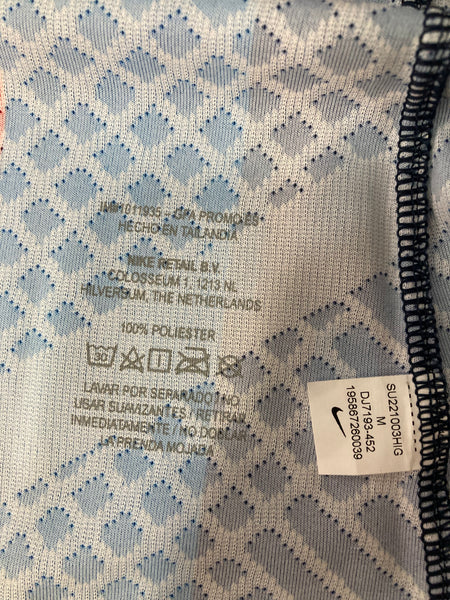 HECHO EN TAILANDIA
NIKE RETAIL B.V.
COLOSSEUM 1, 1213 NL
HILVERSUM, THE NETHERLANDS
100% POLIESTER
30
LAVAR POR SEPARADO / NO
USAR SUAVIZANTES / RETIRAR
INMEDIATAMENTE / NO DOBLAR
A PRENDA MOJADA
SU221003HIG
M
DJ7193-452
195867260039